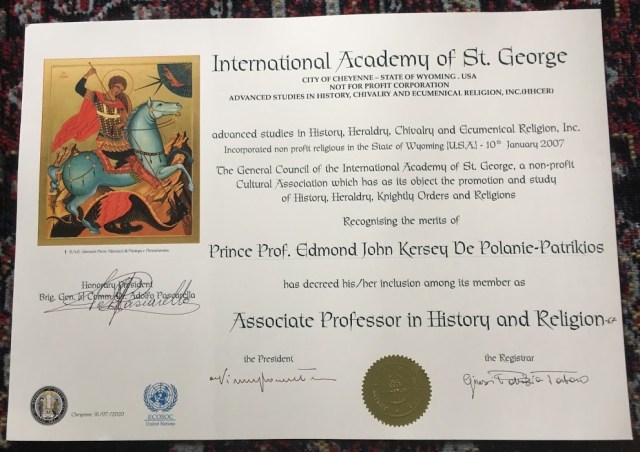 International Academy of St. George
CITY OF CHEYENNE – STATE OF WYOMING . USA
NOT FOR PROFIT CORPORATION
ADVANCED STUDIES IN HISTORY, CHIVALRY AND ECUMENICAL RELIGION, INC.(HHCER)
advanced studies in History, Heraldry, Chivalry and Ecumenical Religion, Inc.
Incorporated non profit religious in the State of Wyoming (U.S.A.) - 10th January 2007
The General Council of the International Academy of St. George, a non-profit
Cultural Association which has as its object the promotion and study
of History, Heraldry, Knightly Orders and Religions
Recognising the merits of
Prince Prof. Edmond John Kersey De Polanie-Patrikios
has decreed his/her inclusion among its member as
Associate Professor in History and Religion
Honorary President
Brig. Gen. Adolfo Pascarella
the President
the Registrar
Cheyenne
ECOSOC
United Nations